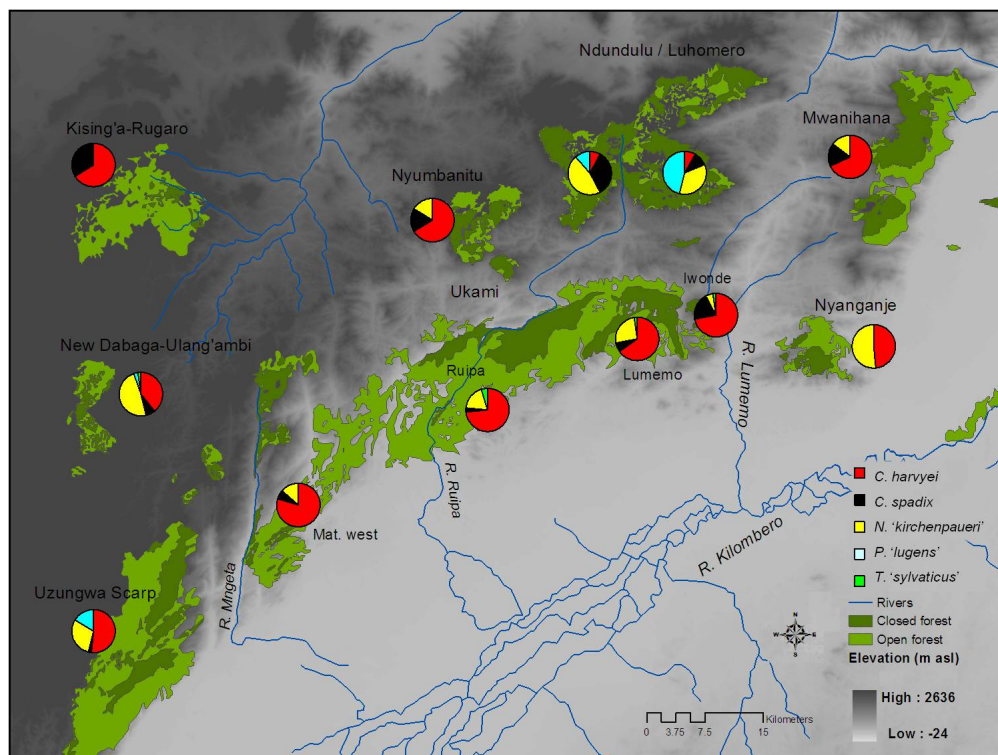 Ndundulu / Luhomero
Mwanihana
Kising'a-Rugaro
Nyumbanitu
Ukami
Iwonde
Nyanganje
New Dabaga-Ulang'ambi
Ruipa
Lumemo
R. Lumemo
R. Ruipa
Mat. west
R. Kilombero
R. Mngeta
Uzungwa Scarp
C. harvyei
C. spadix
N. 'kirchenpaueri'
P. 'lugens'
T. 'sylvaticus'
Rivers
Closed forest
Open forest
Elevation (m asl)
High : 2636
Low : -24
N
W E
S
Kilometers
0 3.75 7.5 15